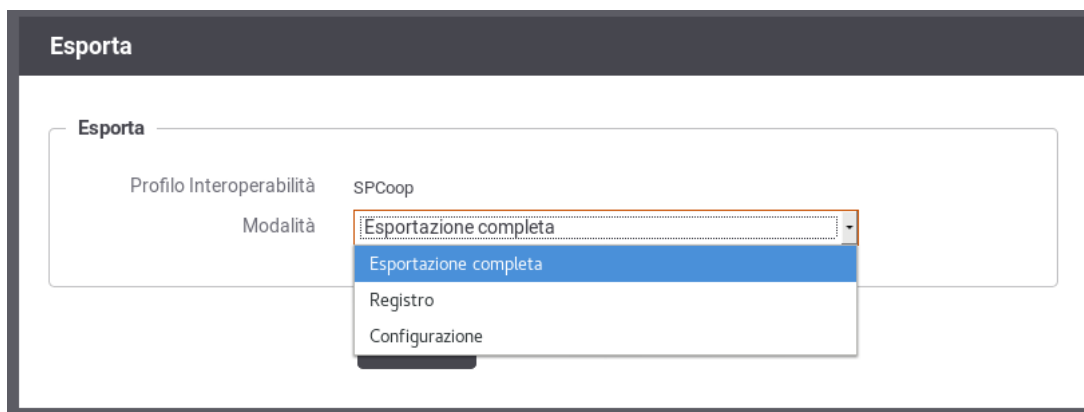 Esporta
Esporta
Profilo Interoperabilità SPCoop
Modalità Esportazione completa
Esportazione completa
Registro
Configurazione